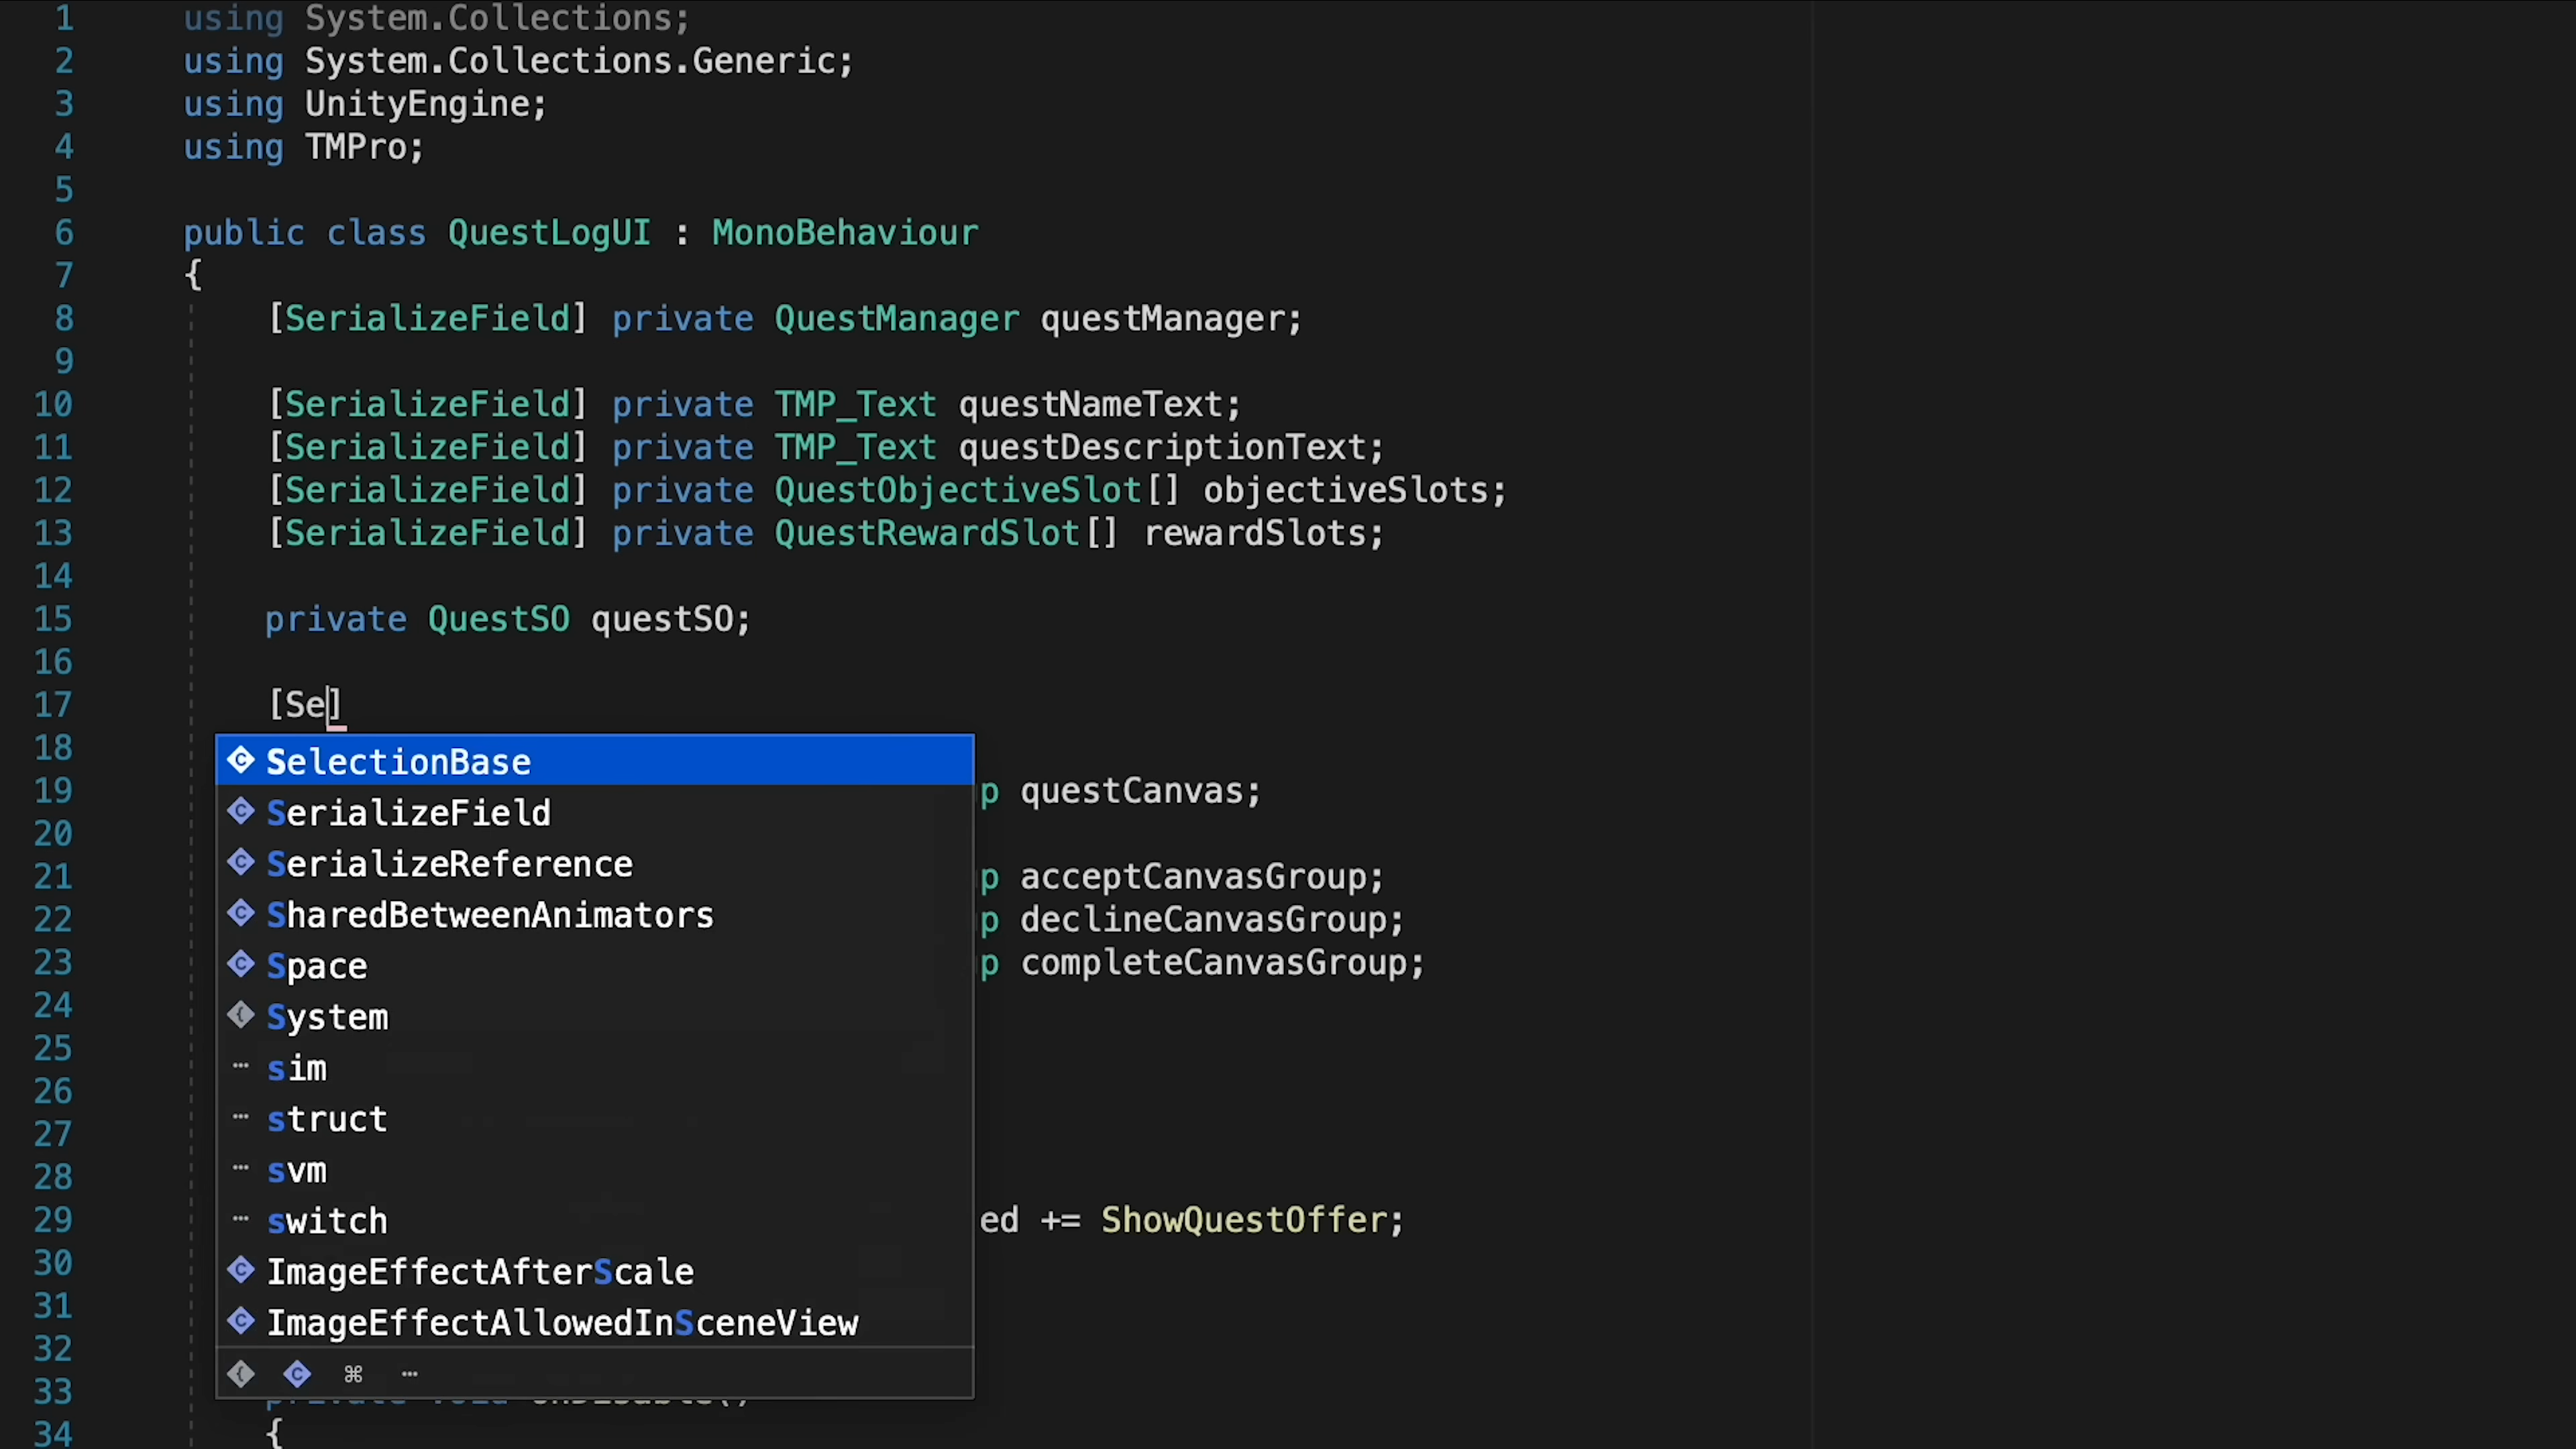 1 using System.Collections;
2 using System.Collections.Generic;
3 using UnityEngine;
4 using TMPro;
5
6 public class QuestLogUI : MonoBehaviour
7 {
8 [SerializeField] private QuestManager questManager;
9
10 [SerializeField] private TMP_Text questNameText;
11 [SerializeField] private TMP_Text questDescriptionText;
12 [SerializeField] private QuestObjectiveSlot[] objectiveSlots;
13 [SerializeField] private QuestRewardSlot[] rewardSlots;
14
15 private QuestSO questSO;
16
17 [Se]
18
SelectionBase
19 p questCanvas;
SerializeField
20
SerializeReference
21 p acceptCanvasGroup;
22 p declineCanvasGroup;
SharedBetweenAnimators
23 p completeCanvasGroup;
Space
24
System
25
sim
26
struct
27
svm
28
switch
29 ed += ShowQuestOffer;
ImageEffectAfterScale
30
ImageEffectAllowedInSceneView
31
32
33 private void OnDisable()
34 {